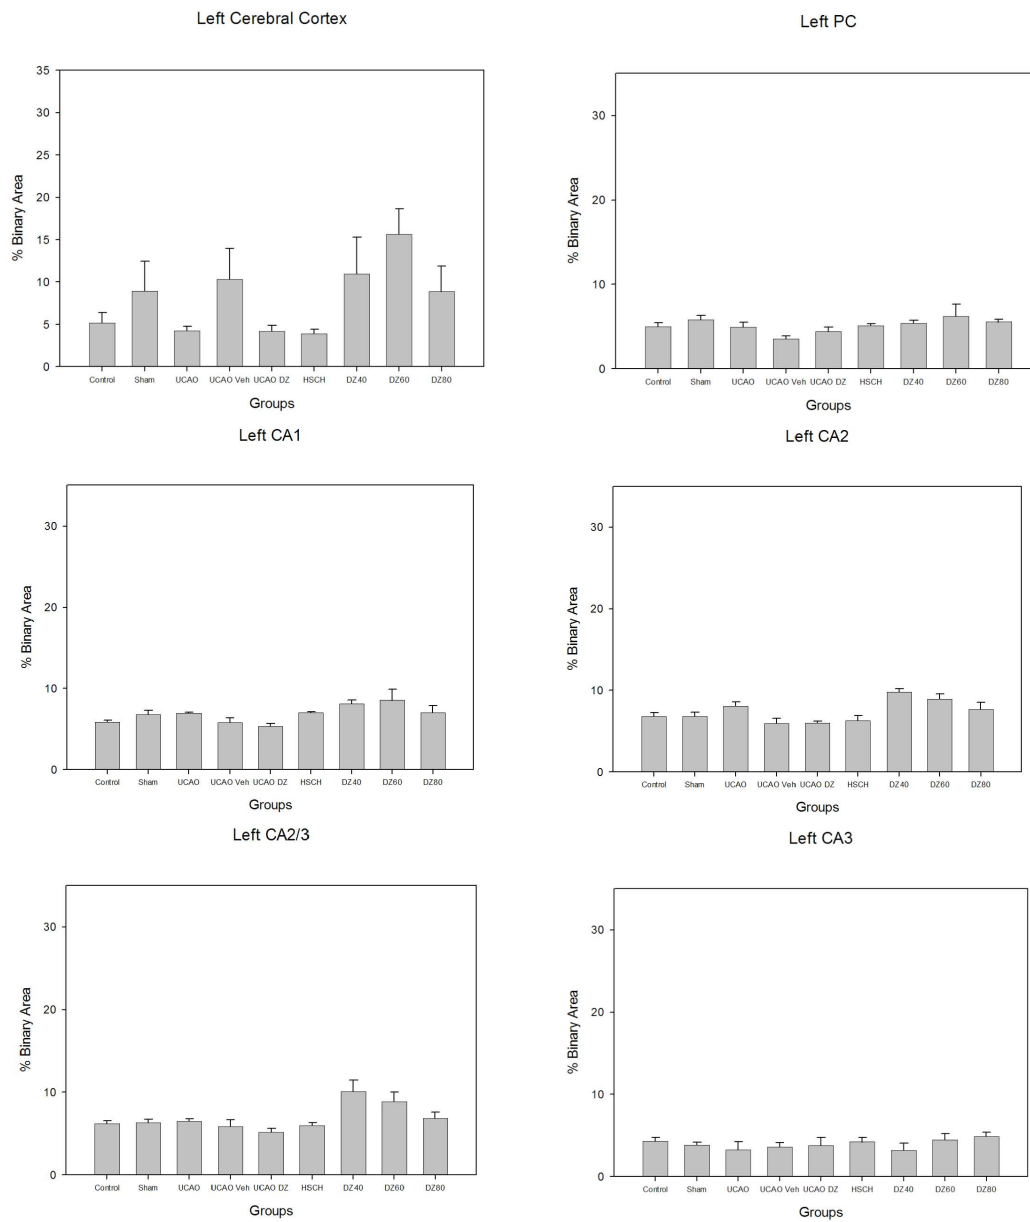 Left Cerebral Cortex
35
30
25
20
15
10
5
0
% Binary Area
Control Sham UCAO UCAO Veh UCAO DZ HSCH DZ40 DZ60 DZ80
Groups
Left PC
30
20
10
0
% Binary Area
Control Sham UCAO UCAO Veh UCAO DZ HSCH DZ40 DZ60 DZ80
Groups
Left CA1
30
20
10
0
% Binary Area
Control Sham UCAO UCAO Veh UCAO DZ HSCH DZ40 DZ60 DZ80
Groups
Left CA2
30
20
10
0
% Binary Area
Control Sham UCAO UCAO Veh UCAO DZ HSCH DZ40 DZ60 DZ80
Groups
Left CA2/3
30
20
10
0
% Binary Area
Control Sham UCAO UCAO Veh UCAO DZ HSCH DZ40 DZ60 DZ80
Groups
Left CA3
30
20
10
0
% Binary Area
Control Sham UCAO UCAO Veh UCAO DZ HSCH DZ40 DZ60 DZ80
Groups